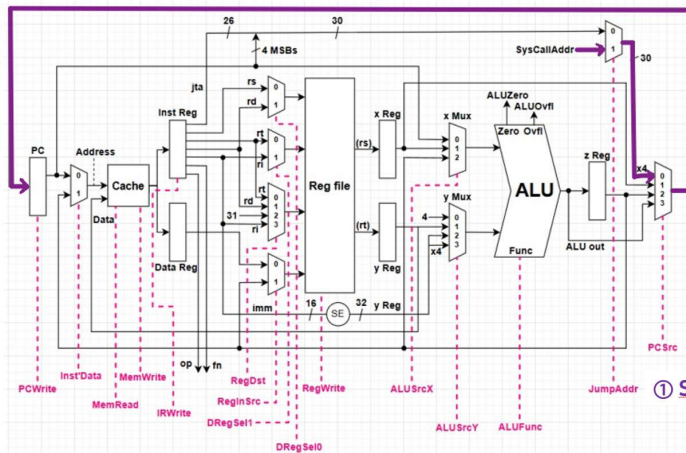 26
30
4 MSBs
SysCallAddr
0
1
30
jta
ALUZero
ALUOvfl
Inst Reg
rs
rd
0
1
x Reg
x Mux
Zero Ovfl
PC
Address
rt
ri
0
1
(rs)
0
1
2
z Reg
x4
0
1
2
3
0
1
Cache
Reg file
ALU
rt
rd
31
ri
0
1
2
3
y Mux
4
x4
0
1
2
3
Data
(rt)
Func
ALU out
Data Reg
0
1
y Reg
imm
16
SE
32
y Reg
op
fn
PCWrite
Inst'Data
MemWrite
MemRead
IRWrite
RegDst
RegInSrc
DRegSel1
DRegSel0
RegWrite
ALUSrcX
ALUSrcY
ALUFunc
JumpAddr
PCSrc
① S